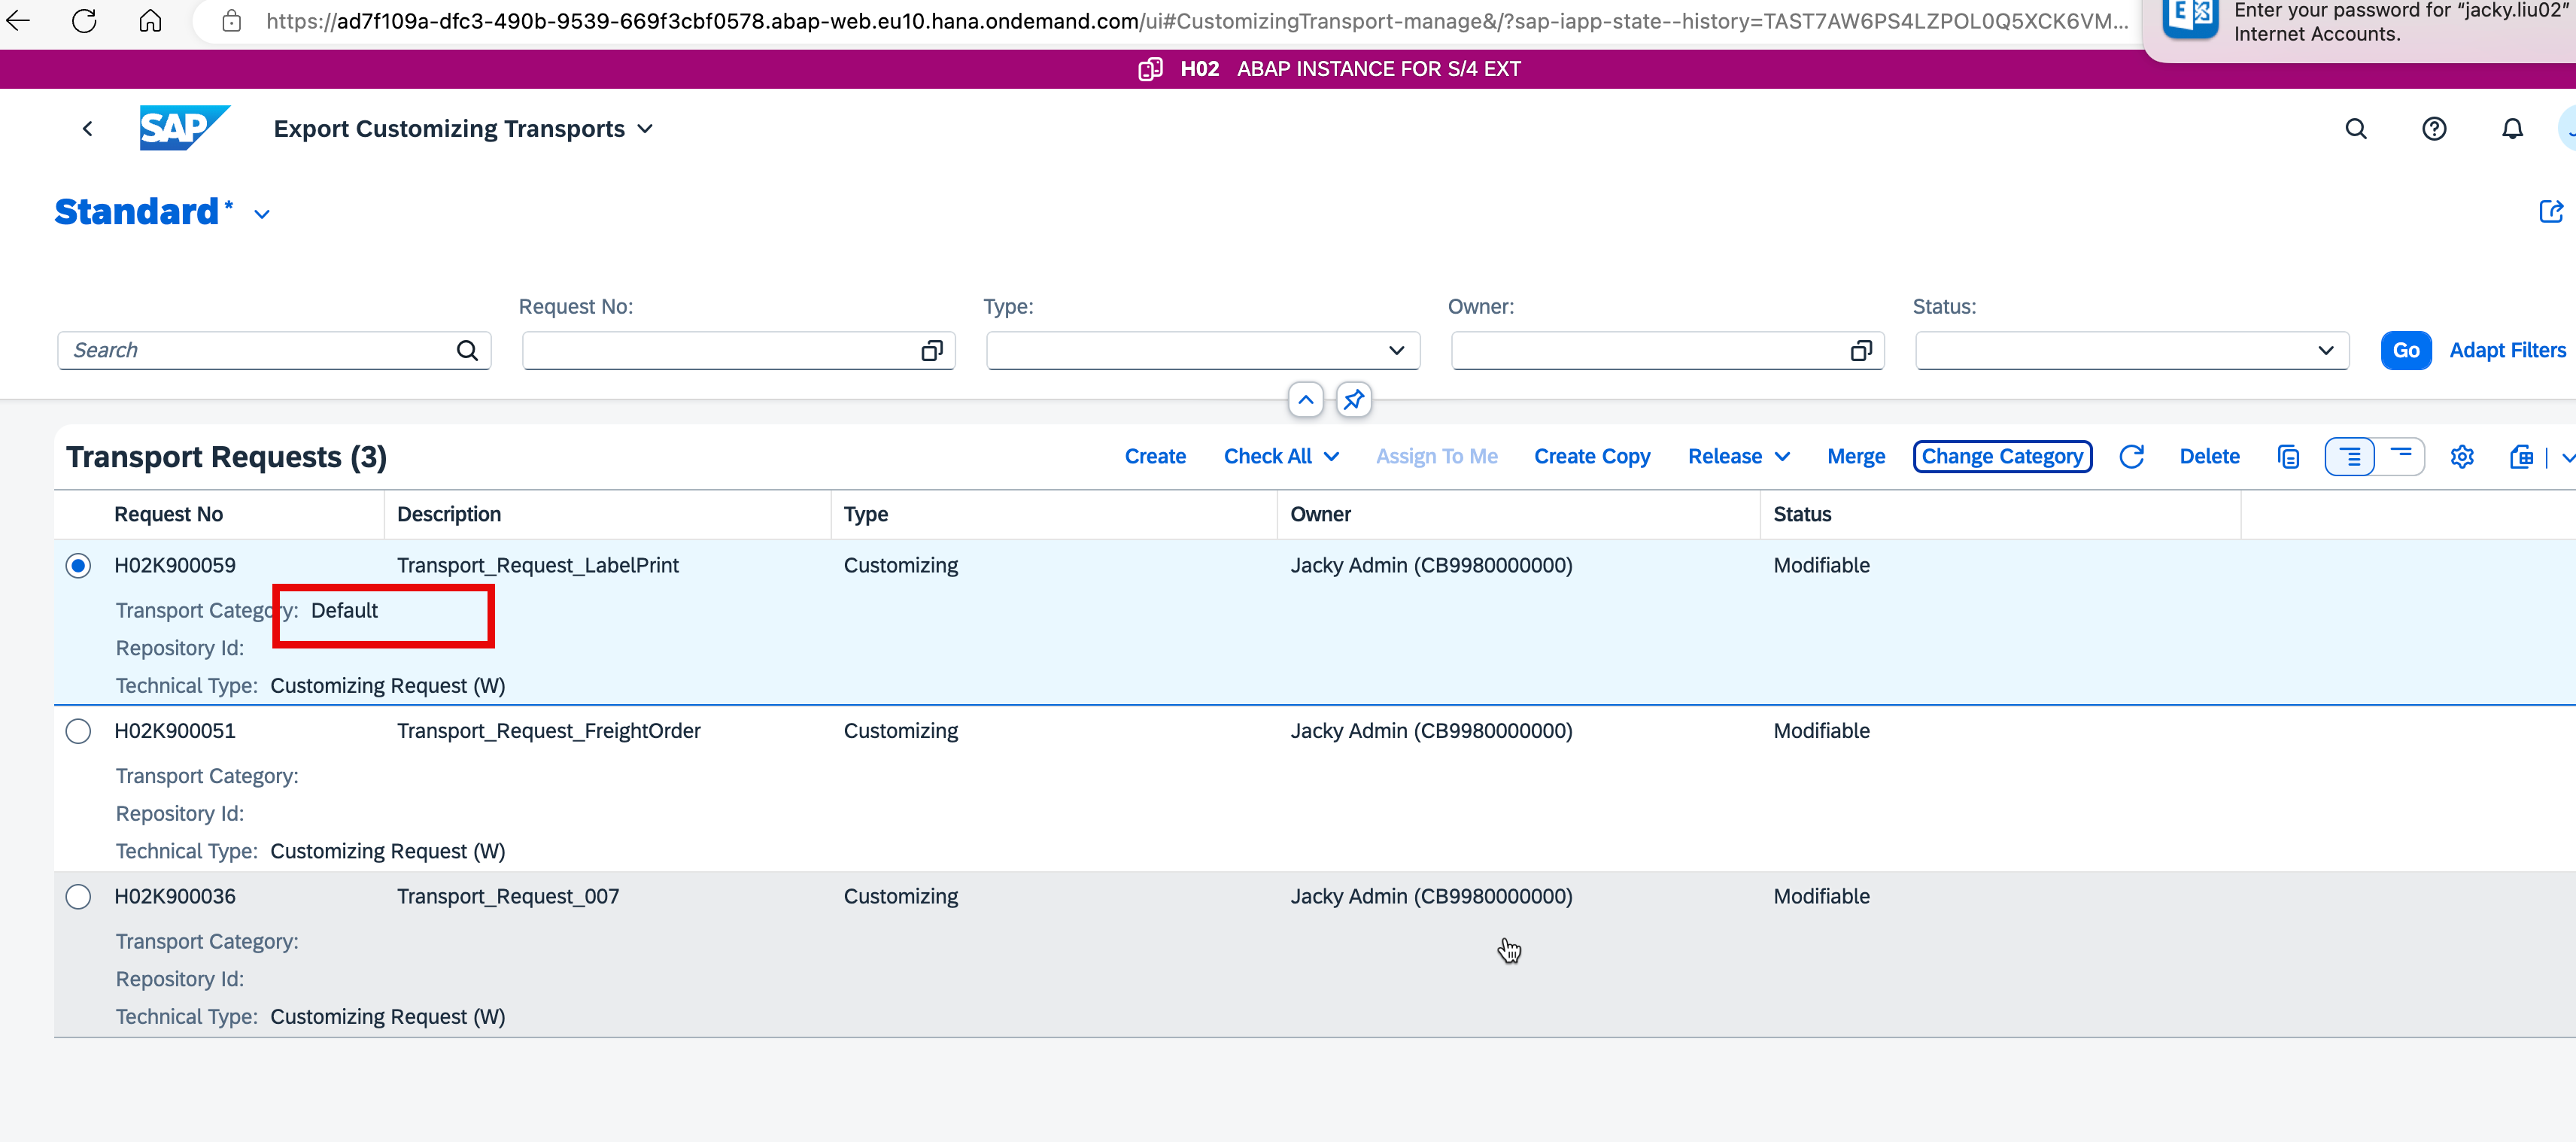 https://ad7f109a-dfc3-490b-9539-669f3cbf0578.abap-web.eu10.hana.ondemand.com/ui#CustomizingTransport-manage&/?sap-iapp-state--history=TAST7AW6PS4LZPOL0Q5XCK6VM...
Enter your password for “jacky.liu02”
Internet Accounts.
H02 ABAP INSTANCE FOR S/4 EXT
SAP Export Customizing Transports
Standard*
Request No: Type: Owner: Status:
Search Go Adapt Filters
Transport Requests (3) Create Check All Assign To Me Create Copy Release Merge Change Category Delete
Request No Description Type Owner Status
H02K900059 Transport_Request_LabelPrint Customizing Jacky Admin (CB9980000000) Modifiable
Transport Category: Default
Repository Id:
Technical Type: Customizing Request (W)
H02K900051 Transport_Request_FreightOrder Customizing Jacky Admin (CB9980000000) Modifiable
Transport Category:
Repository Id:
Technical Type: Customizing Request (W)
H02K900036 Transport_Request_007 Customizing Jacky Admin (CB9980000000) Modifiable
Transport Category:
Repository Id:
Technical Type: Customizing Request (W)